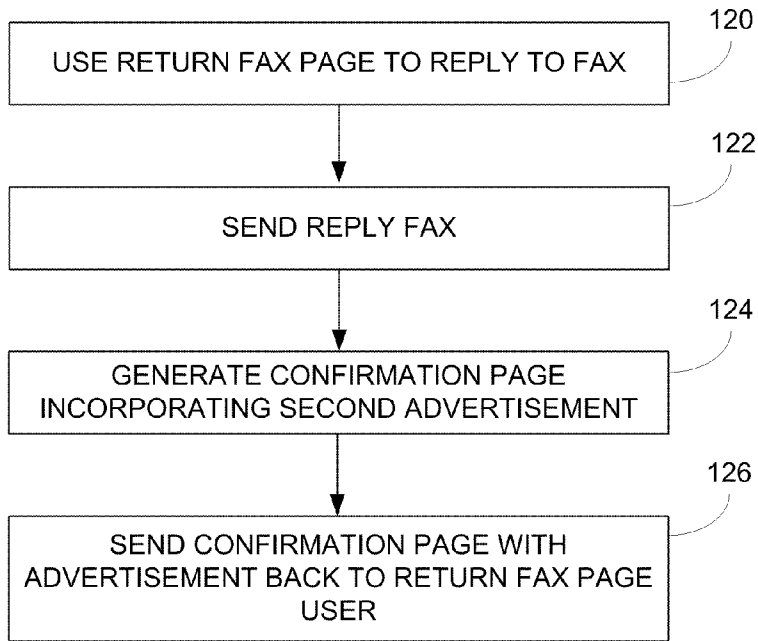 120
USE RETURN FAX PAGE TO REPLY TO FAX
122
SEND REPLY FAX
124
GENERATE CONFIRMATION PAGE
INCORPORATING SECOND ADVERTISEMENT
126
SEND CONFIRMATION PAGE WITH
ADVERTISEMENT BACK TO RETURN FAX PAGE
USER